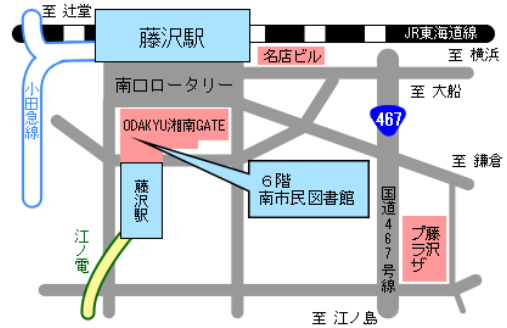 至 辻堂
藤沢駅
JR東海道線
名店ビル
至 横浜
南口ロータリー
至 大船
小田急線
ODAKYU湘南GATE
467
至 鎌倉
6階
南市民図書館
藤沢駅
国道467号線
藤沢
プラザ
江ノ電
至 江ノ島